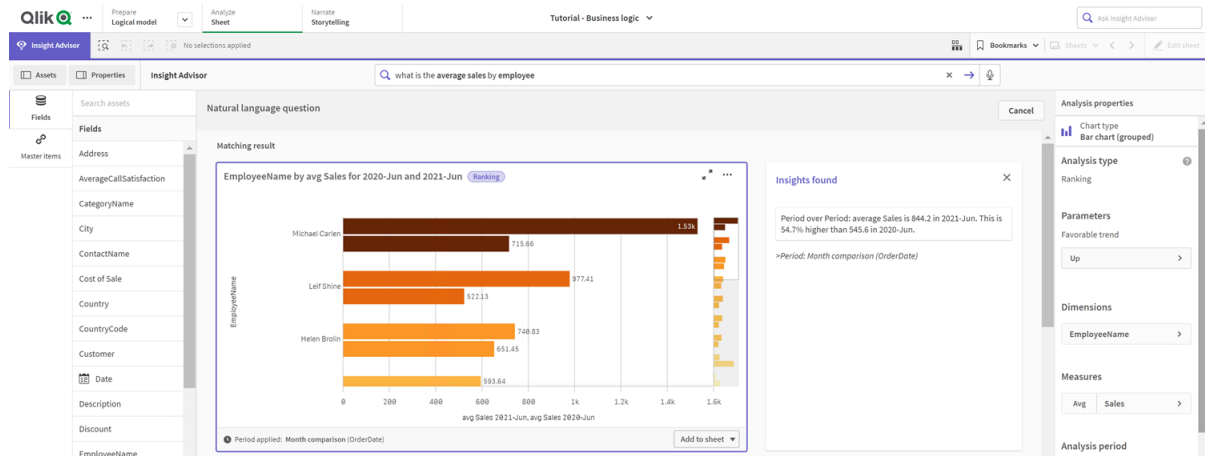 Qlik
Prepare
Logical model
Analyze
Sheet
Narrate
Storytelling
Tutorial - Business logic
Ask Insight Advisor
Insight Advisor
No selections applied
Bookmarks
Sheets
Edit sheet
Assets
Properties
Insight Advisor
what is the average sales by employee
Fields
Master items
Search assets
Fields
Address
AverageCallSatisfaction
CategoryName
City
ContactName
Cost of Sale
Country
CountryCode
Customer
Date
Description
Discount
EmployeeName
Natural language question
Cancel
Matching result
EmployeeName by avg Sales for 2020-Jun and 2021-Jun Ranking
EmployeeName
Michael Carlen
1.53k
715.66
Leif Shine
977.41
522.13
Helen Brolin
740.83
651.45
593.64
0 200 400 600 800 1k 1.2k 1.4k 1.6k
avg Sales 2021-Jun, avg Sales 2020-Jun
Period applied: Month comparison (OrderDate)
Add to sheet
Insights found
Period over Period: average Sales is 844.2 in 2021-Jun. This is
54.7% higher than 545.6 in 2020-Jun.
>Period: Month comparison (OrderDate)
Analysis properties
Chart type
Bar chart (grouped)
Analysis type
Ranking
Parameters
Favorable trend
Up
Dimensions
EmployeeName
Measures
Avg Sales
Analysis period